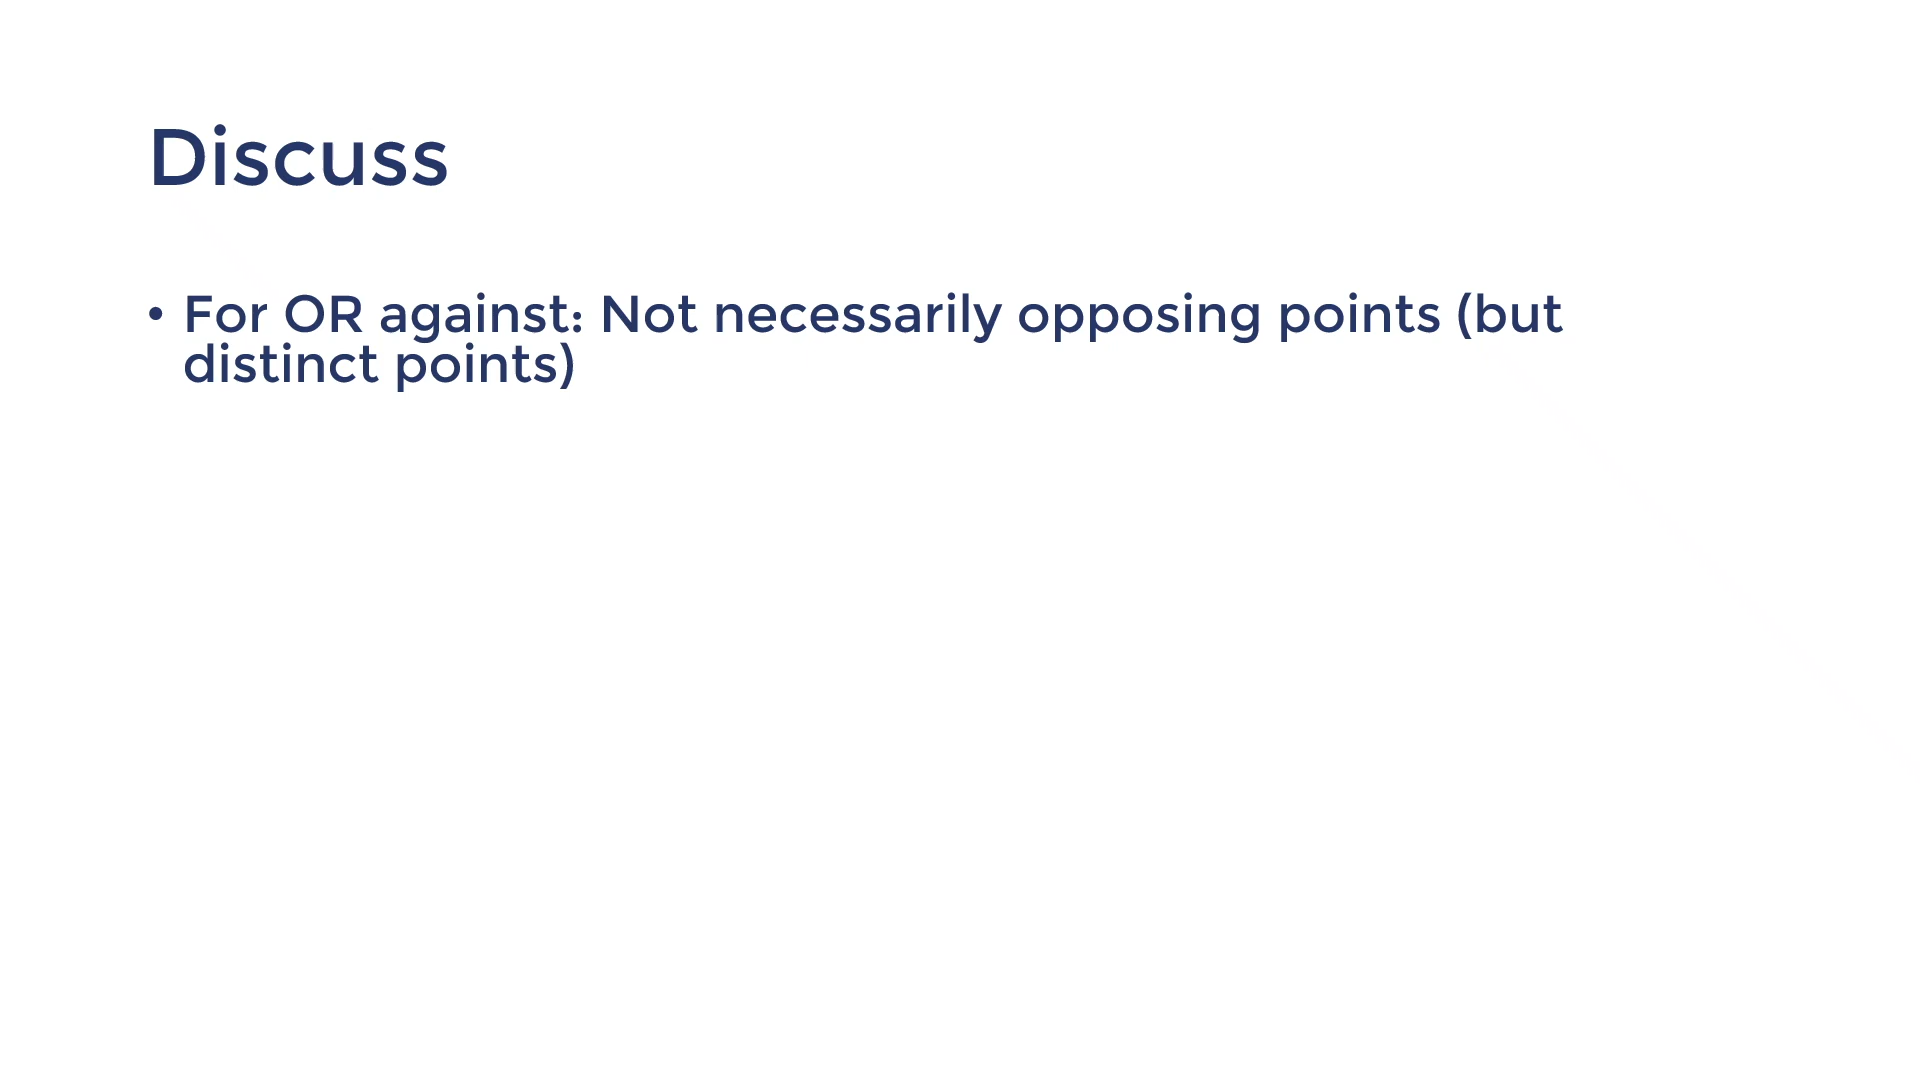 Discuss
• For OR against: Not necessarily opposing points (but
distinct points)